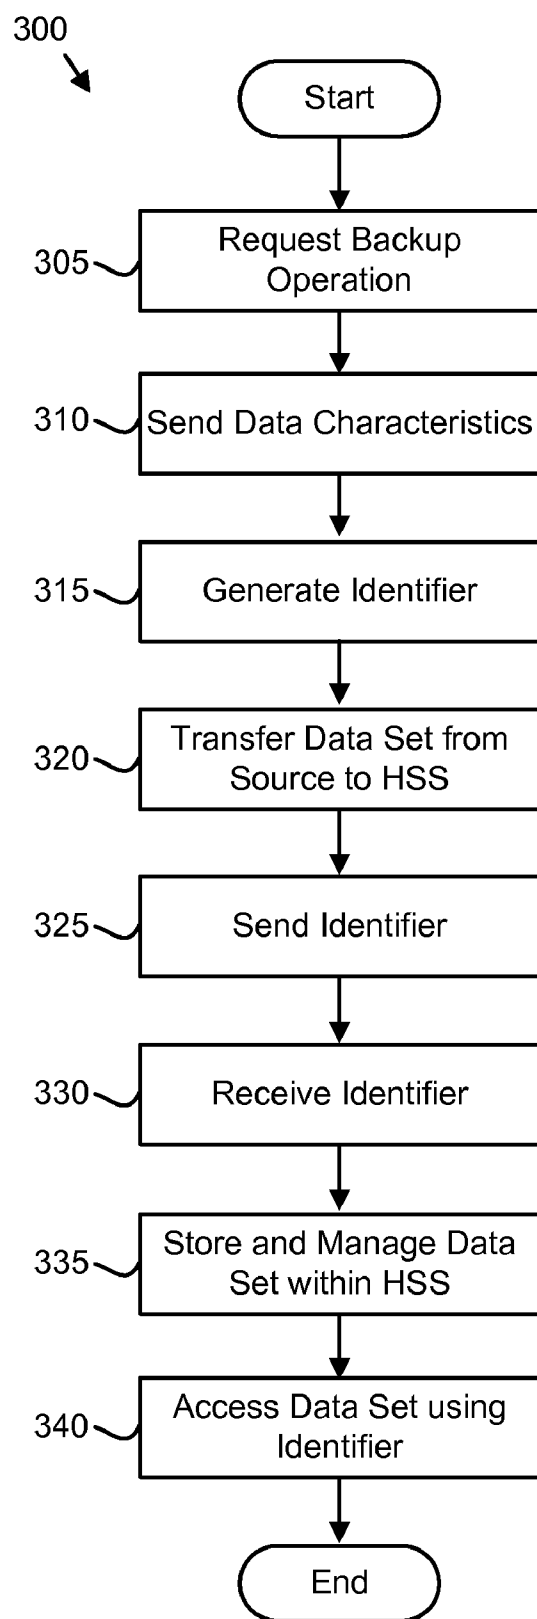 300
Start
305
Request Backup
Operation
310
Send Data Characteristics
315
Generate Identifier
320
Transfer Data Set from
Source to HSS
325
Send Identifier
330
Receive Identifier
335
Store and Manage Data
Set within HSS
340
Access Data Set using
Identifier
End